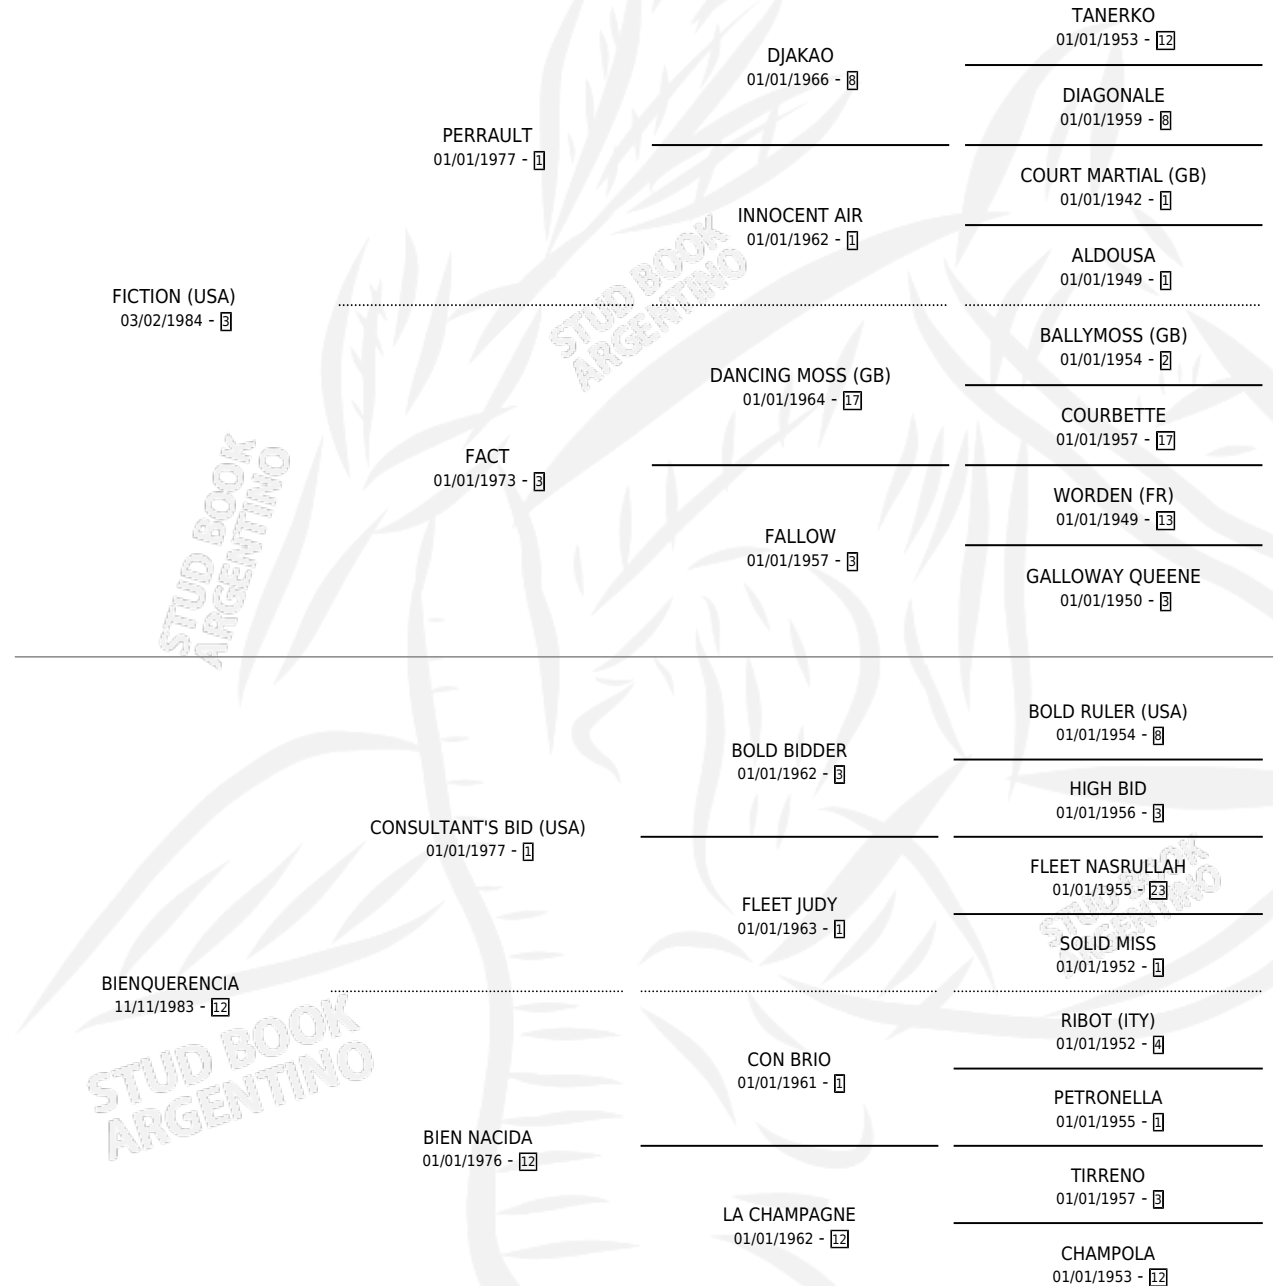 TANERKO
01/01/1953 - 12
DJAKAO
01/01/1966 - 8
DIAGONALE
01/01/1959 - 8
PERRAULT
01/01/1977 - 1
COURT MARTIAL (GB)
01/01/1942 - 1
INNOCENT AIR
01/01/1962 - 1
ALDOUSA
01/01/1949 - 1
FICTION (USA)
03/02/1984 - 3
BALLYMOSS (GB)
01/01/1954 - 2
DANCING MOSS (GB)
01/01/1964 - 17
COURBETTE
01/01/1957 - 17
FACT
01/01/1973 - 3
WORDEN (FR)
01/01/1949 - 13
FALLOW
01/01/1957 - 3
GALLOWAY QUEENE
01/01/1950 - 3
BOLD RULER (USA)
01/01/1954 - 8
BOLD BIDDER
01/01/1962 - 3
HIGH BID
01/01/1956 - 3
CONSULTANT'S BID (USA)
01/01/1977 - 1
FLEET NASRULLAH
01/01/1955 - 23
FLEET JUDY
01/01/1963 - 1
SOLID MISS
01/01/1952 - 1
BIENQUERENCIA
11/11/1983 - 12
RIBOT (ITY)
01/01/1952 - 4
CON BRIO
01/01/1961 - 1
PETRONELLA
01/01/1955 - 1
BIEN NACIDA
01/01/1976 - 12
TIRRENO
01/01/1957 - 3
LA CHAMPAGNE
01/01/1962 - 12
CHAMPOLA
01/01/1953 - 12
STUD BOOK
ARGENTINO
STUD BOOK
ARGENTINO
STUD BOOK
ARGENTINO
STUD BOOK
ARGENTINO